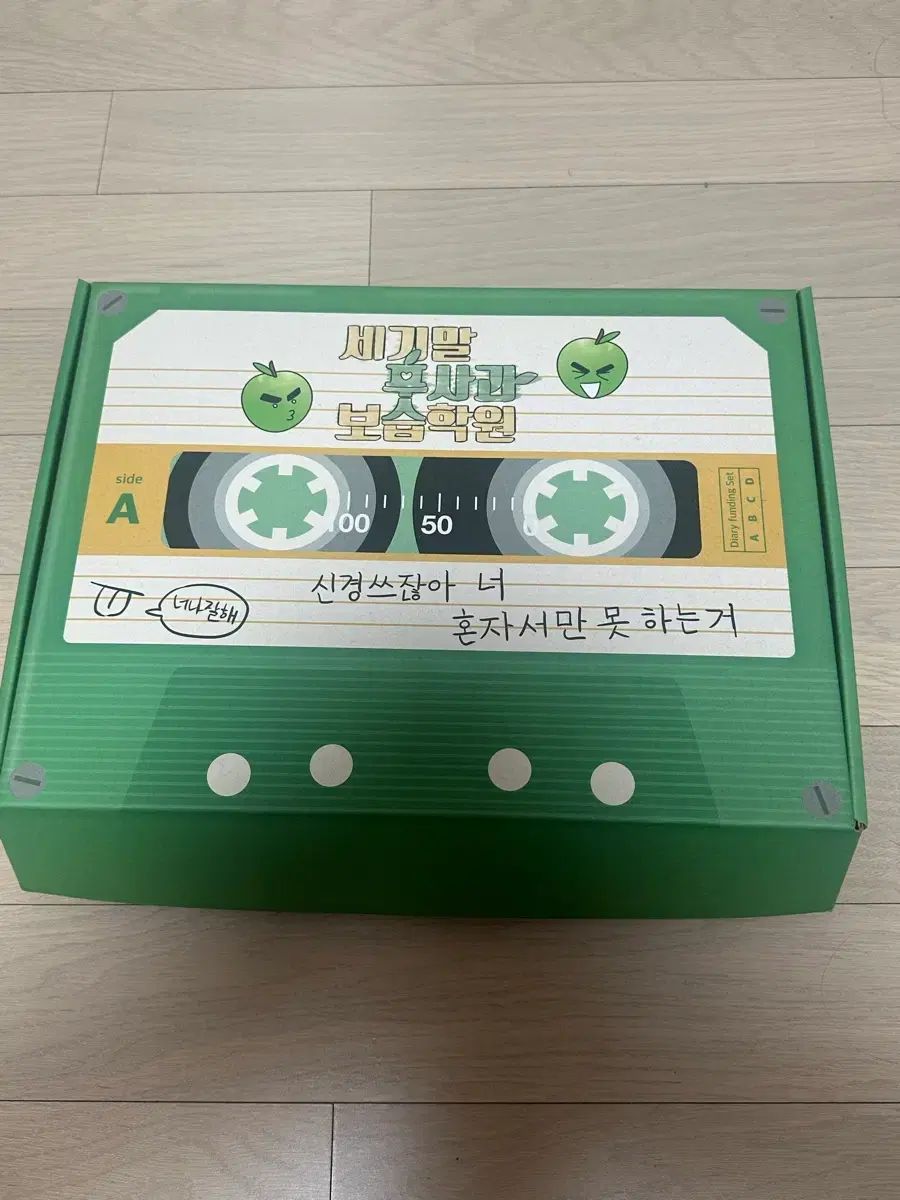 세기말
풋사과
보습학원
side
A
100
50
0
Diary funding Set
A B C D
신경쓰잖아 너
혼자서만 못 하는거
너나잘해